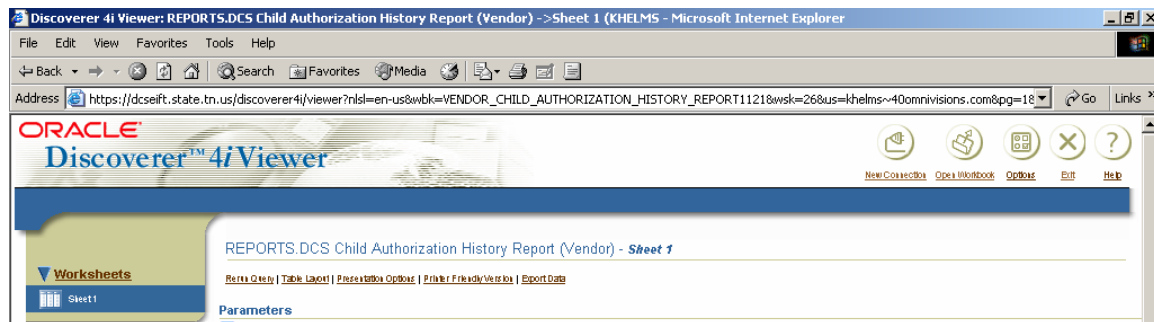 Discoverer 4i Viewer: REPORTS.DCS Child Authorization History Report (Vendor) ->Sheet 1 (KHELMS - Microsoft Internet Explorer
File Edit View Favorites Tools Help
Back Search Favorites Media
Address https://dcseift.state.tn.us/discoverer4i/viewer?nlsl=en-us&wbk=VENDOR_CHILD_AUTHORIZATION_HISTORY_REPORT1121&wsk=26&us=khelms~40omnivisions.com&pg=18 Go Links »
ORACLE
Discoverer™ 4i Viewer
New Connection Open Workbook Options Exit Help
REPORTS.DCS Child Authorization History Report (Vendor) - Sheet 1
Worksheets
Rerun Query | Table Layout | Presentation Options | Printer Friendly Version | Export Data
Sheet 1
Parameters